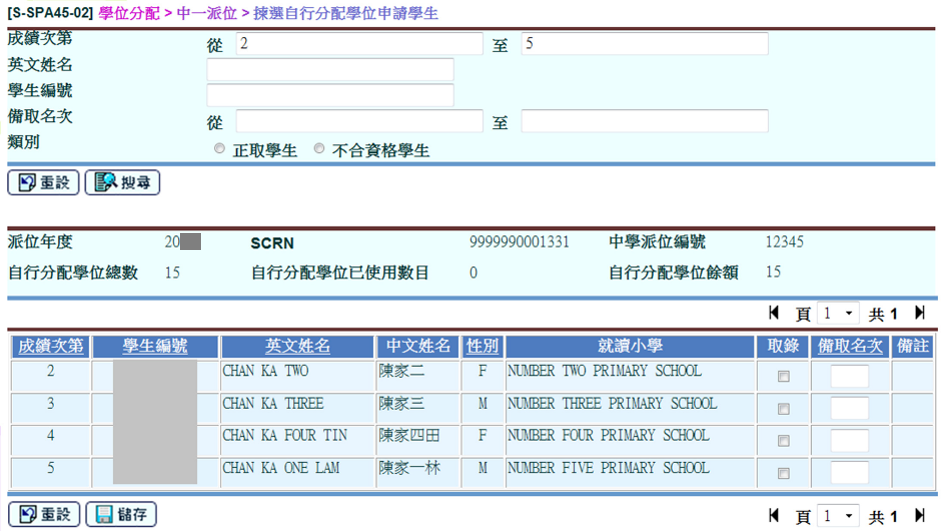 [S-SPA45-02] 學位分配 > 中一派位 > 揀選自行分配學位申請學生
成績次第 從 2 至 5
英文姓名
學生編號
備取名次 從 至
類別 正取學生 不合資格學生
重設 搜尋
派位年度 20 SCRN 9999990001331 中學派位編號 12345
自行分配學位總數 15 自行分配學位已使用數目 0 自行分配學位餘額 15
頁 1 共 1
成績次第 學生編號 英文姓名 中文姓名 性別 就讀小學 取錄 備取名次 備註
2 CHAN KA TWO 陳家二 F NUMBER TWO PRIMARY SCHOOL
3 CHAN KA THREE 陳家三 M NUMBER THREE PRIMARY SCHOOL
4 CHAN KA FOUR TIN 陳家四田 F NUMBER FOUR PRIMARY SCHOOL
5 CHAN KA ONE LAM 陳家一林 M NUMBER FIVE PRIMARY SCHOOL
重設 儲存 頁 1 共 1